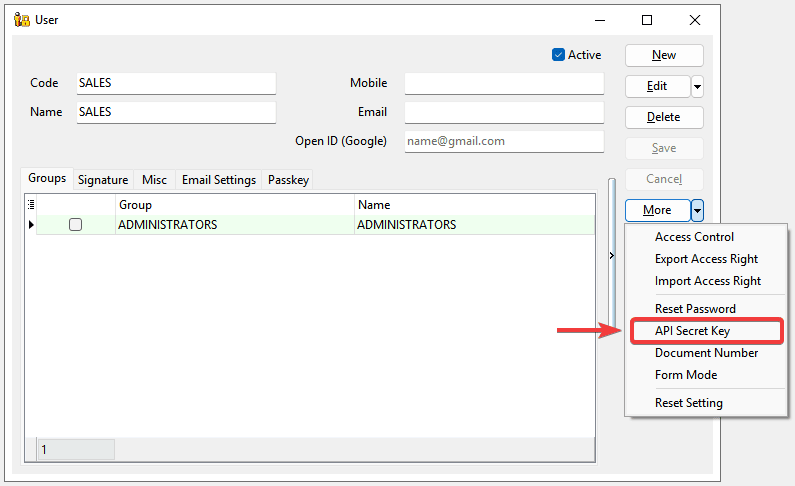 User
Active
New
Code SALES Mobile
Edit
Name SALES Email
Delete
Open ID (Google) name@gmail.com
Save
Cancel
Groups Signature Misc Email Settings Passkey
More
Group Name
ADMINISTRATORS ADMINISTRATORS
1
Access Control
Export Access Right
Import Access Right
Reset Password
API Secret Key
Document Number
Form Mode
Reset Setting